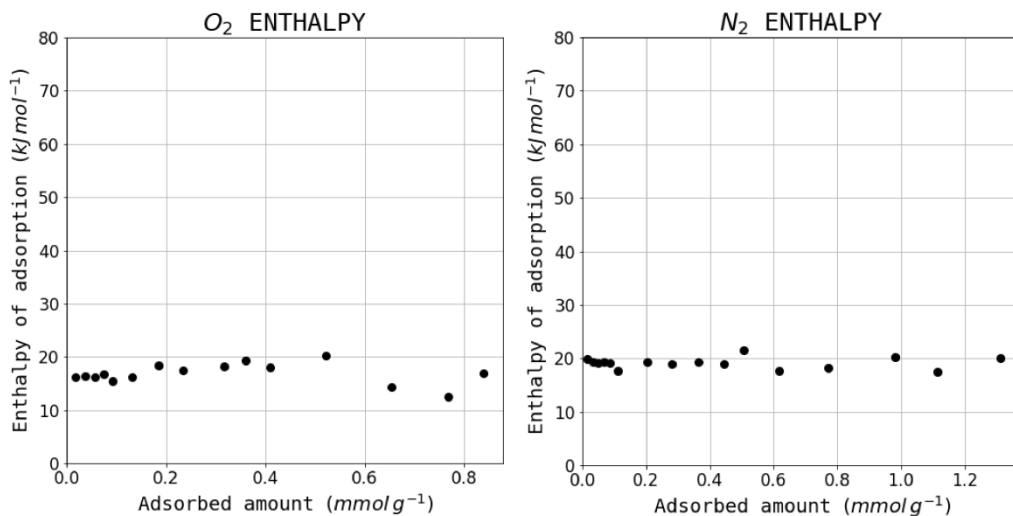 O₂ ENTHALPY
Enthalpy of adsorption (kJ mol⁻¹)
80
70
60
50
40
30
20
10
0
0.0 0.2 0.4 0.6 0.8
Adsorbed amount (mmol g⁻¹)
N₂ ENTHALPY
Enthalpy of adsorption (kJ mol⁻¹)
80
70
60
50
40
30
20
10
0
0.0 0.2 0.4 0.6 0.8 1.0 1.2
Adsorbed amount (mmol g⁻¹)